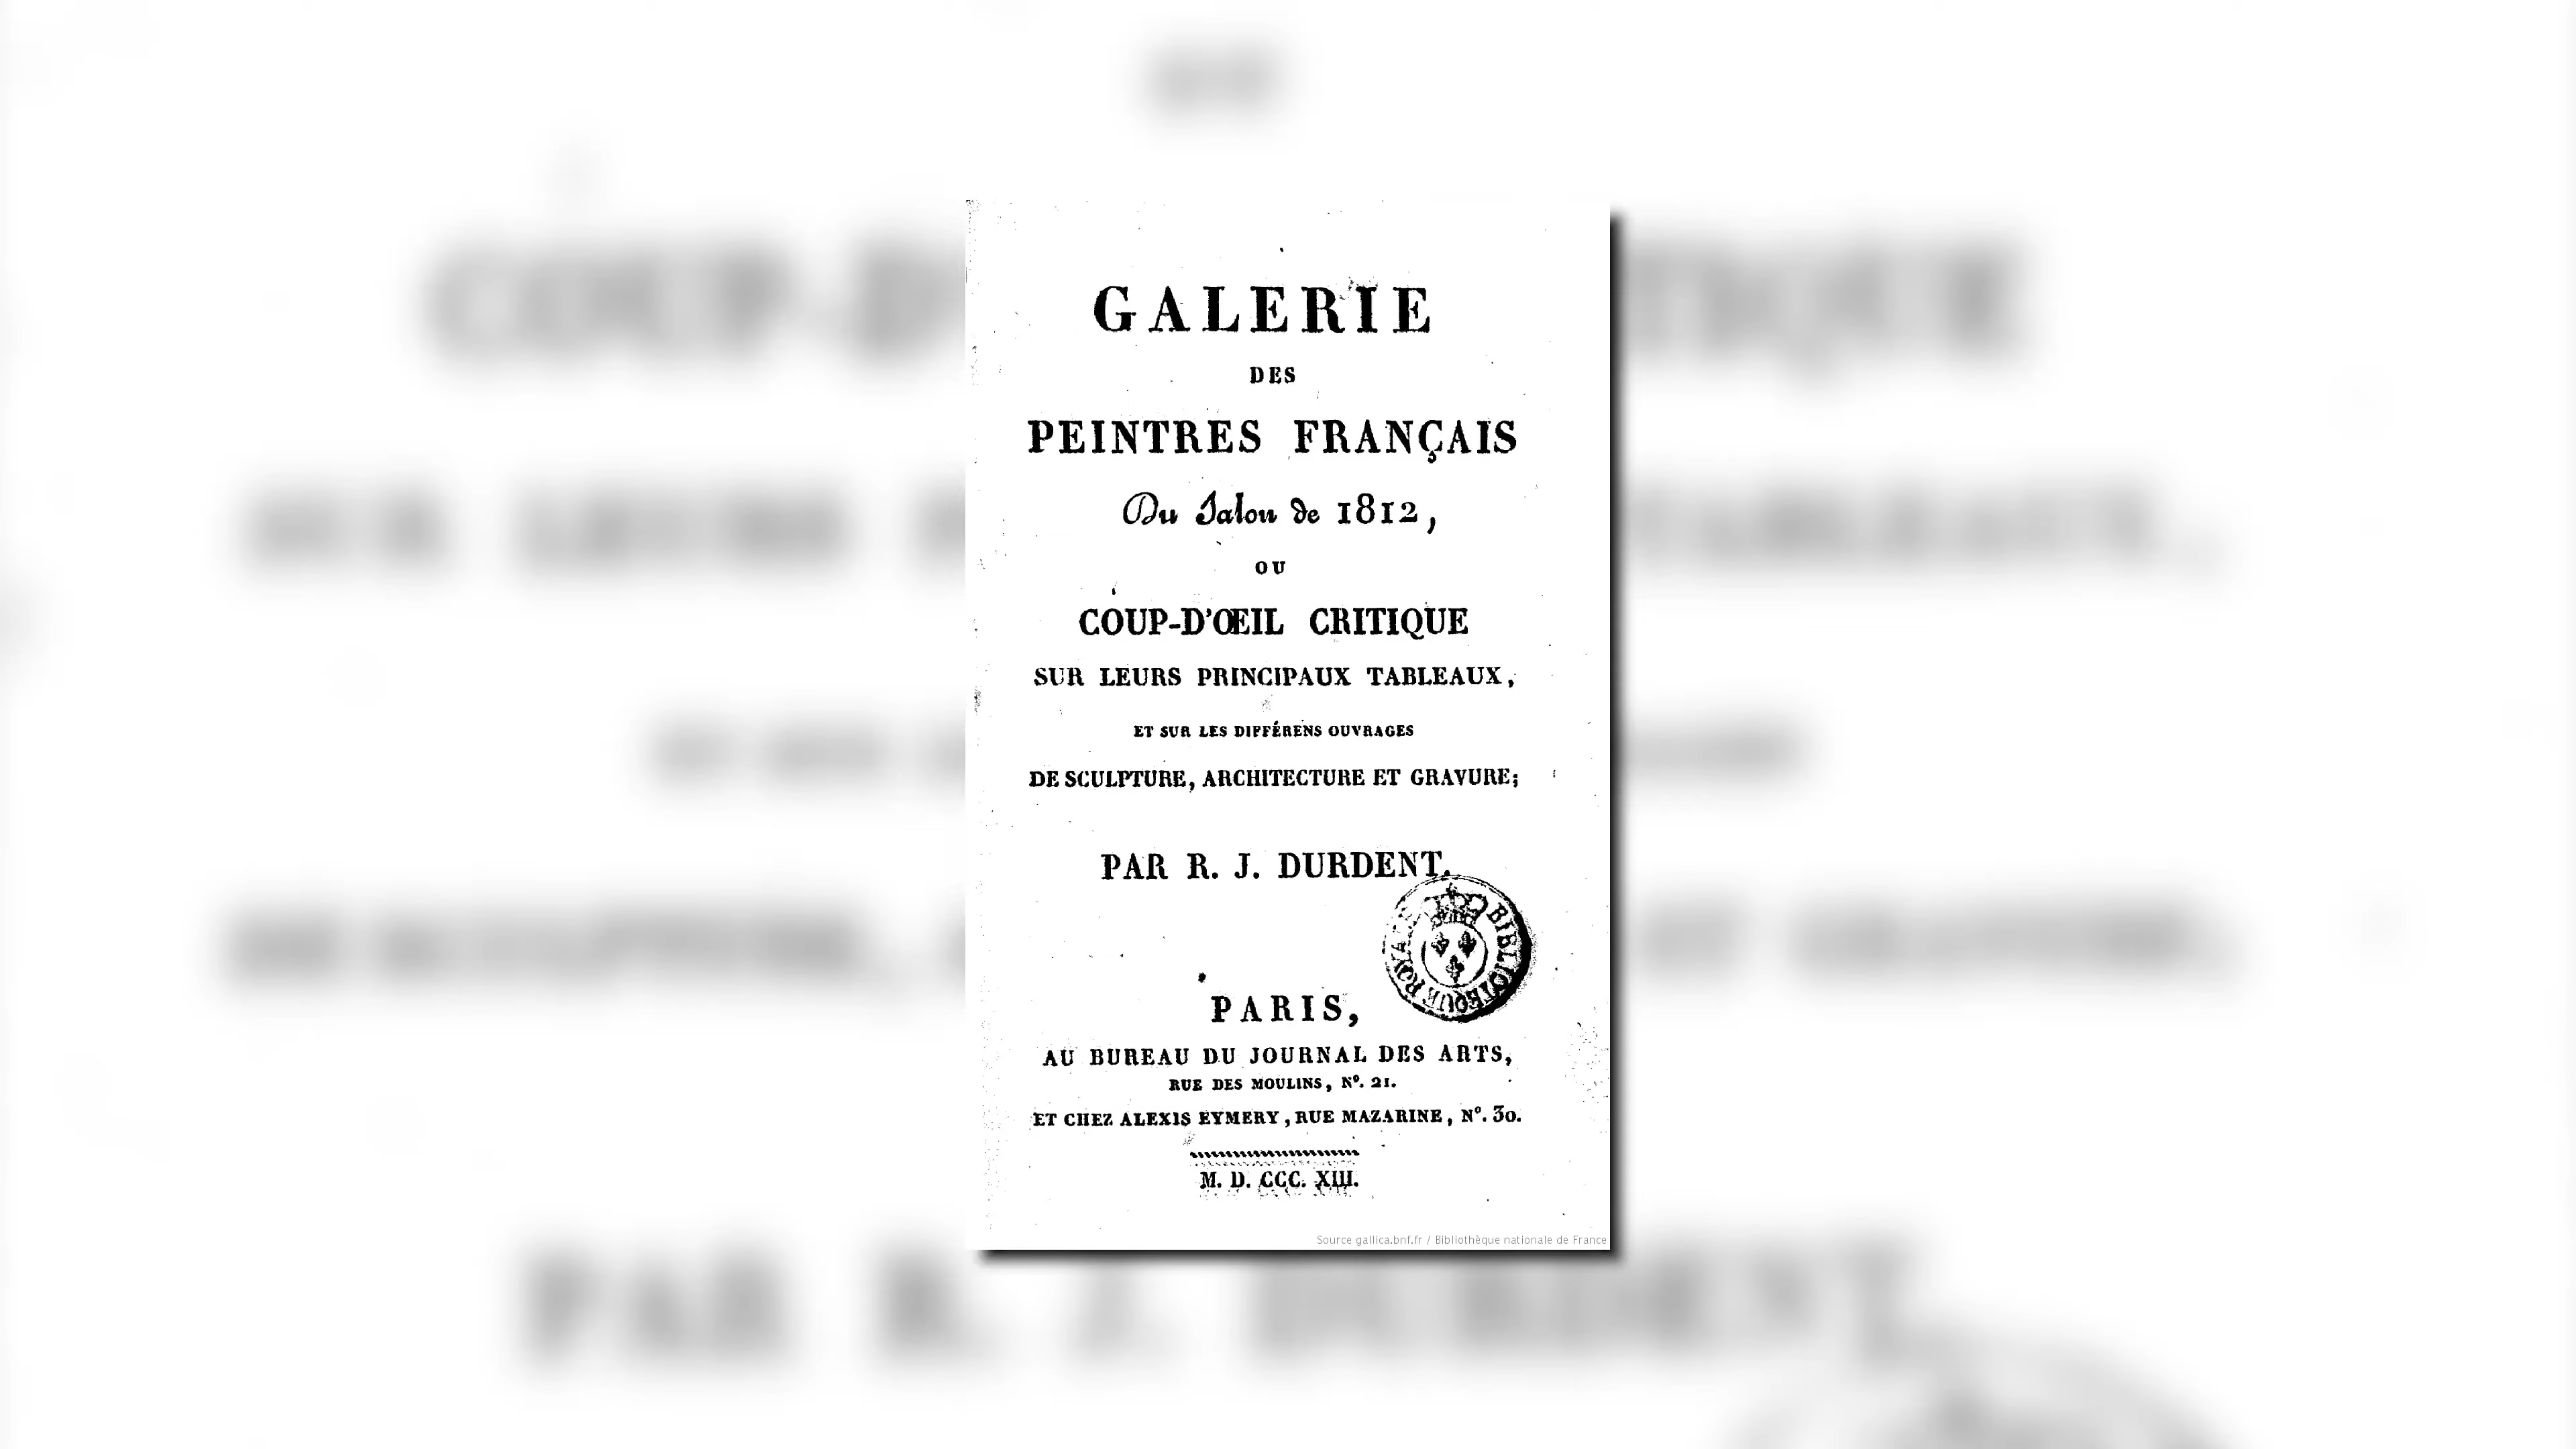 GALERIE
DES
PEINTRES FRANÇAIS
Du Salon de 1812,
OU
COUP-D'ŒIL CRITIQUE
SUR LEURS PRINCIPAUX TABLEAUX,
ET SUR LES DIFFÉRENS OUVRAGES
DE SCULPTURE, ARCHITECTURE ET GRAVURE;
PAR R. J. DURDENT.
BIBLIOTHEQUE ROYALE
PARIS,
AU BUREAU DU JOURNAL DES ARTS,
RUE DES MOULINS, Nº. 21.
ET CHEZ ALEXIS EYMERY, RUE MAZARINE, Nº. 30.
M. D. CCC. XIII.
Source gallica.bnf.fr / Bibliothèque nationale de France